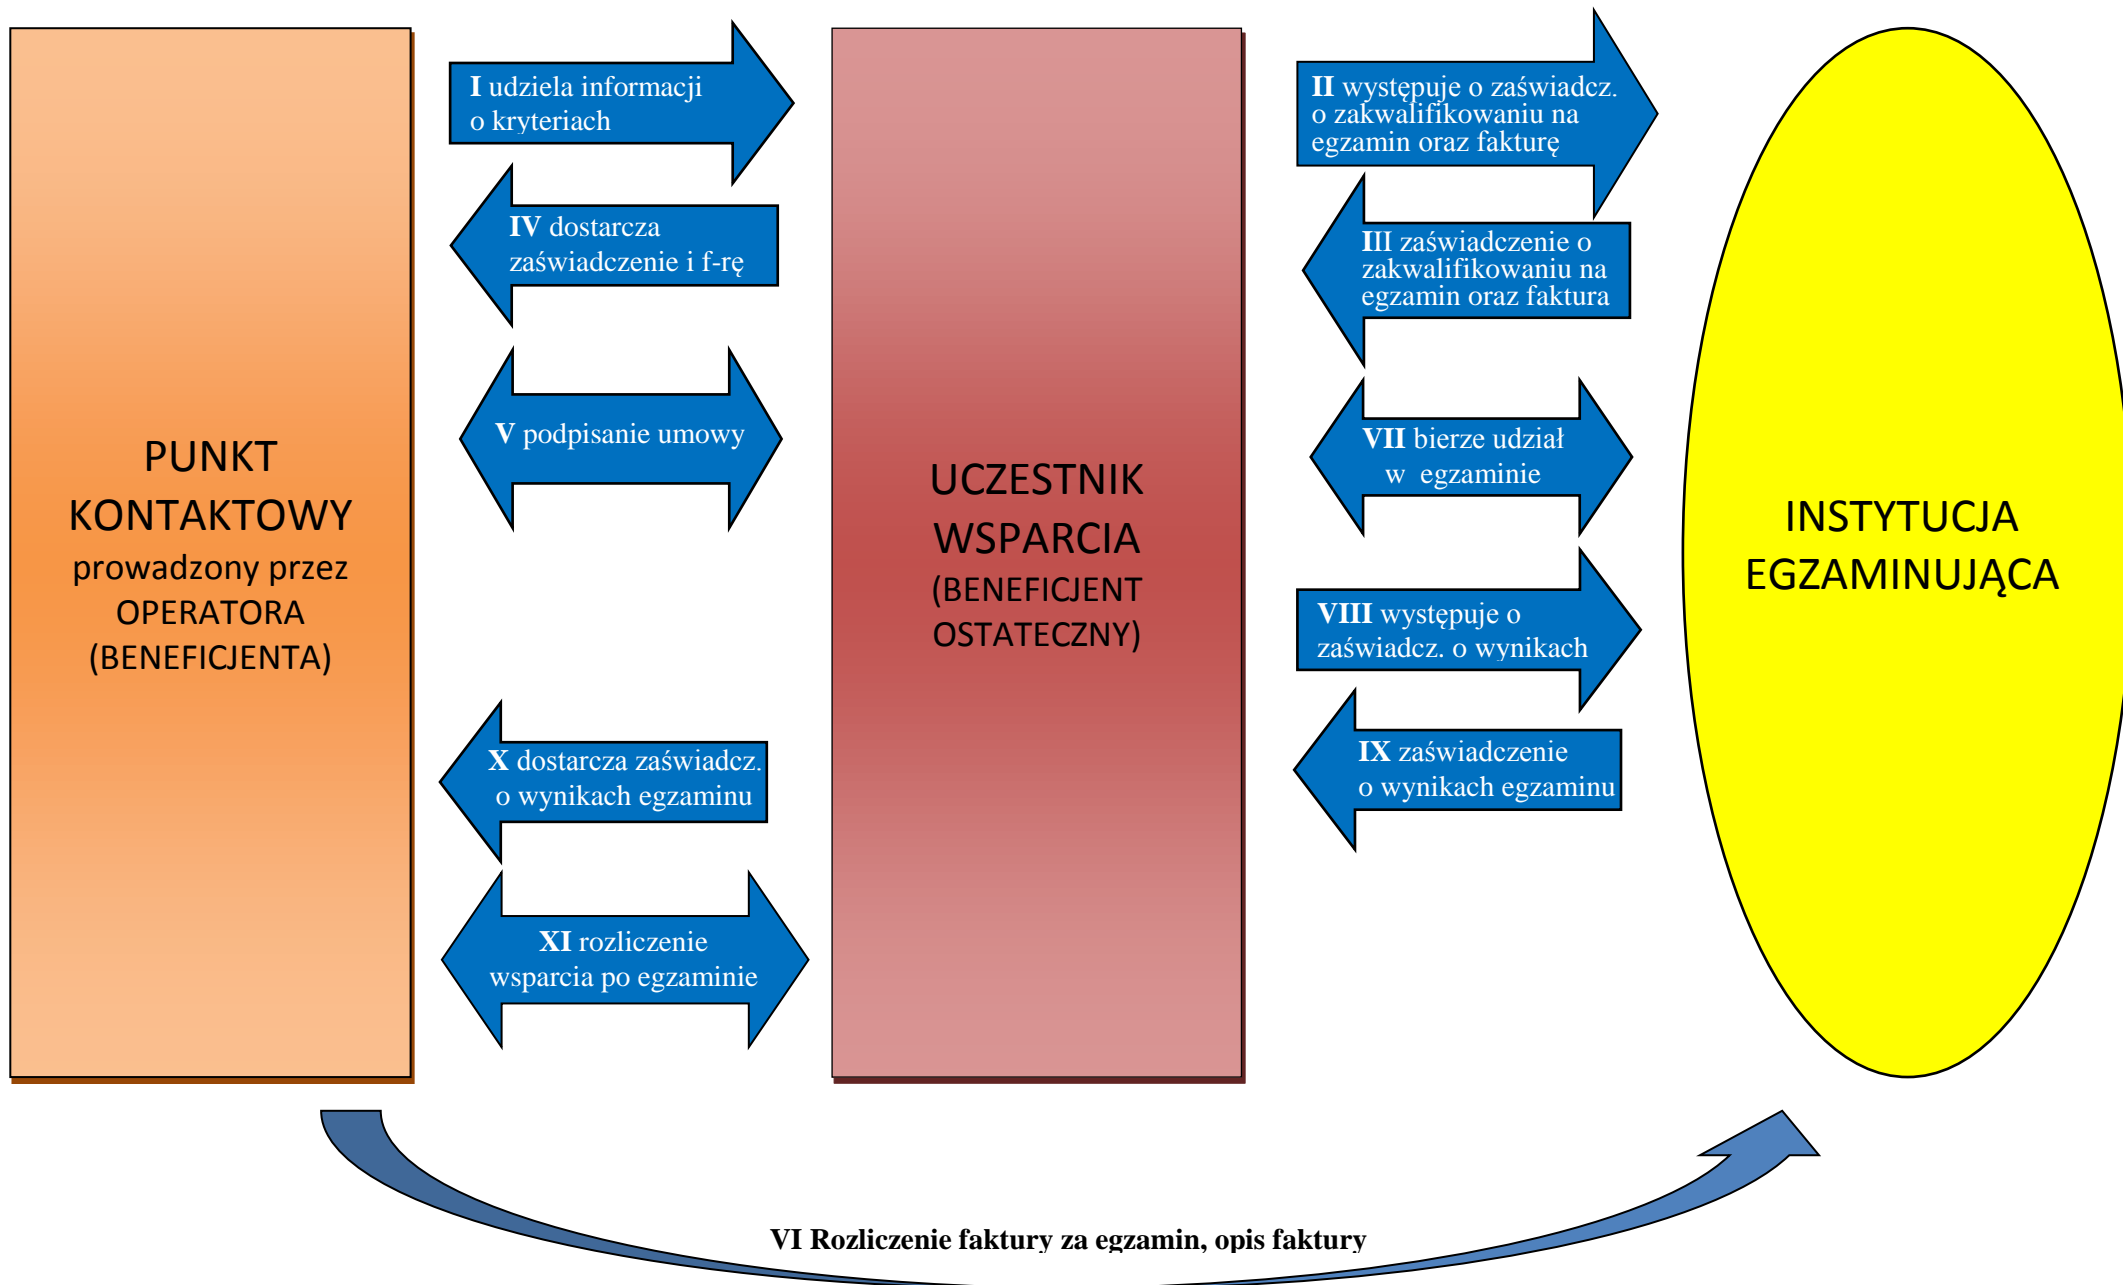 I udziela informacji
o kryteriach
II występuje o zaświadcz.
o zakwalifikowaniu na
egzamin oraz fakturę
IV dostarcza
zaświadczenie i f-rę
III zaświadczenie o
zakwalifikowaniu na
egzamin oraz faktura
V podpisanie umowy
VII bierze udział
w egzaminie
PUNKT
KONTAKTOWY
prowadzony przez
OPERATORA
(BENEFICJENTA)
UCZESTNIK
WSPARCIA
(BENEFICJENT
OSTATECZNY)
INSTYTUCJA
EGZAMINUJĄCA
VIII występuje o
zaświadcz. o wynikach
X dostarcza zaświadcz.
o wynikach egzaminu
IX zaświadczenie
o wynikach egzaminu
XI rozliczenie
wsparcia po egzaminie
VI Rozliczenie faktury za egzamin, opis faktury